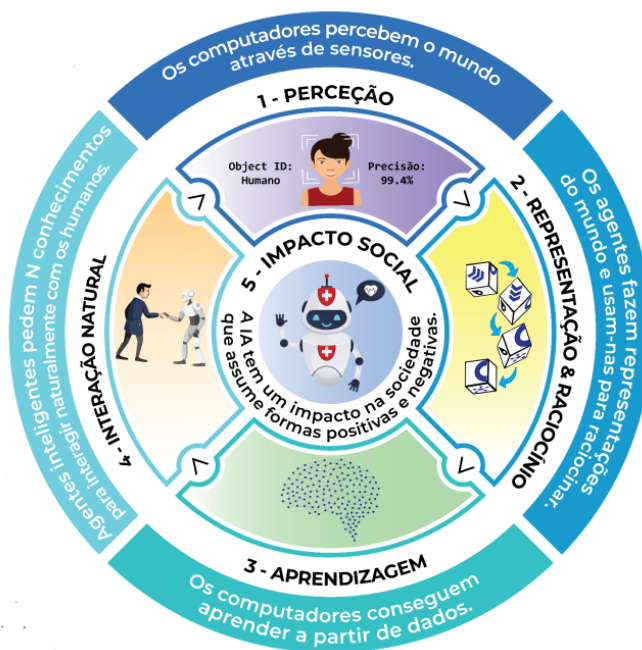 Os computadores percebem o mundo
através de sensores.
1 - PERCEÇÃO
Object ID:
Humano
Precisão:
99.4%
2 - REPRESENTAÇÃO & RACIOCÍNIO
Os agentes fazem representações
do mundo e usam-nas para raciocinar.
3 - APRENDIZAGEM
Os computadores conseguem
aprender a partir de dados.
4 - INTERAÇÃO NATURAL
Agentes inteligentes pedem N conhecimentos
para interagir naturalmente com os humanos.
5 - IMPACTO SOCIAL
A IA tem um impacto na sociedade
que assume formas positivas e negativas.